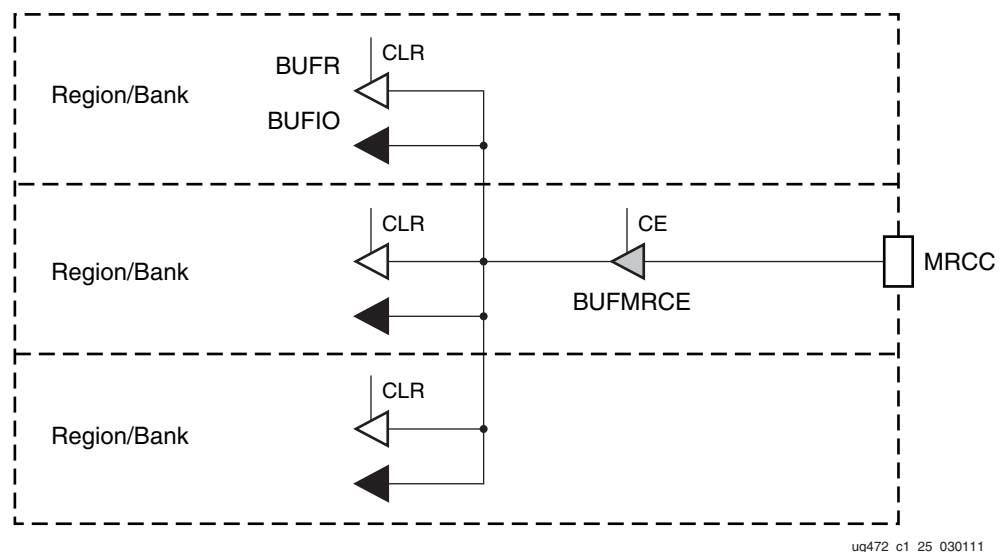 BUFR
CLR
Region/Bank
BUFIO
CLR
CE
Region/Bank
MRCC
BUFMRCE
CLR
Region/Bank
ug472_c1_25_030111